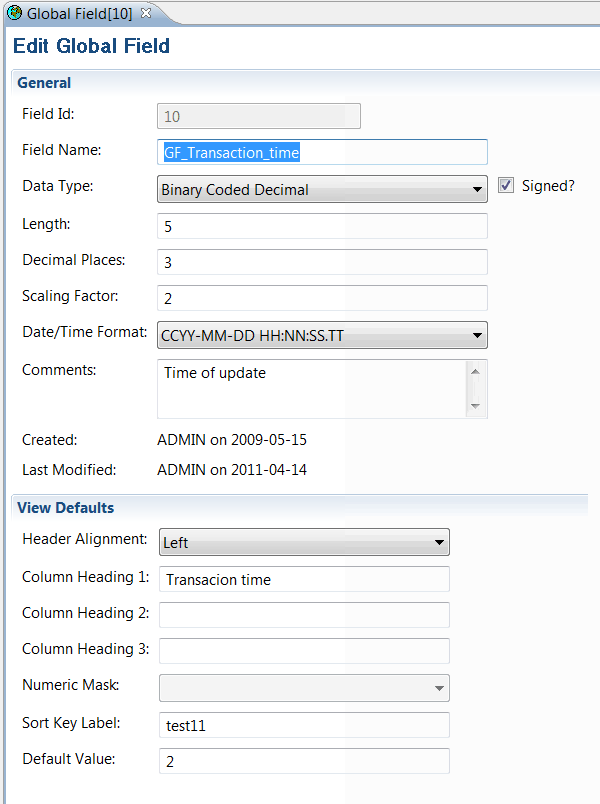 Global Field[10]
Edit Global Field
General
Field Id: 10
Field Name: GF_Transaction_time
Data Type: Binary Coded Decimal Signed?
Length: 5
Decimal Places: 3
Scaling Factor: 2
Date/Time Format: CCYY-MM-DD HH:NN:SS.TT
Comments: Time of update
Created: ADMIN on 2009-05-15
Last Modified: ADMIN on 2011-04-14
View Defaults
Header Alignment: Left
Column Heading 1: Transacion time
Column Heading 2:
Column Heading 3:
Numeric Mask:
Sort Key Label: test11
Default Value: 2